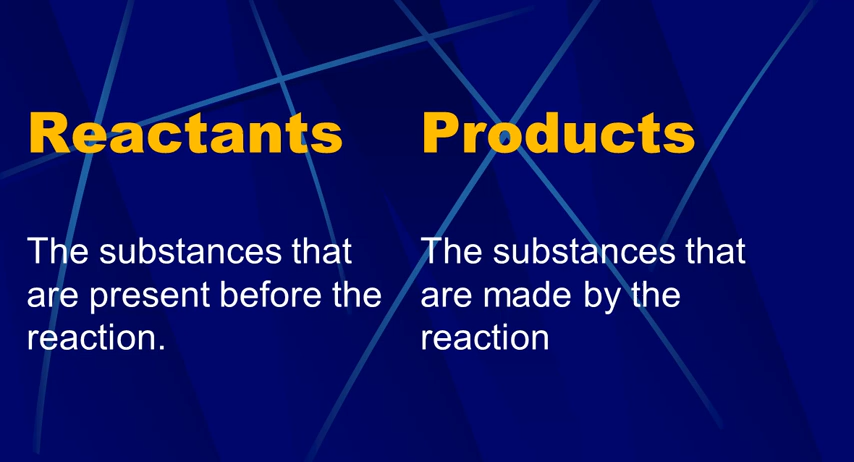 Reactants
The substances that
are present before the
reaction.
Products
The substances that
are made by the
reaction